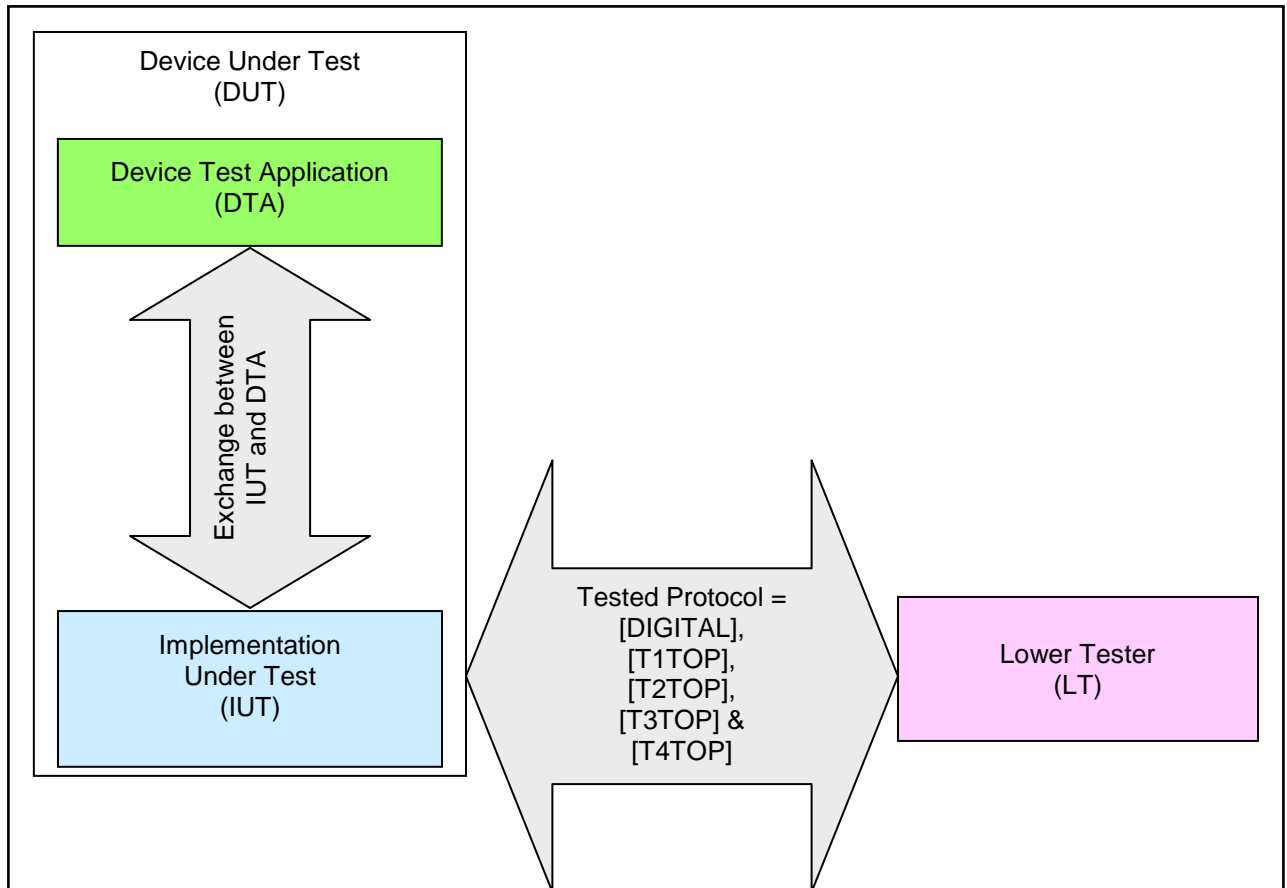 Device Under Test
(DUT)
Device Test Application
(DTA)
Exchange between
IUT and DTA
Implementation
Under Test
(IUT)
Tested Protocol =
[DIGITAL],
[T1TOP],
[T2TOP],
[T3TOP] &
[T4TOP]
Lower Tester
(LT)